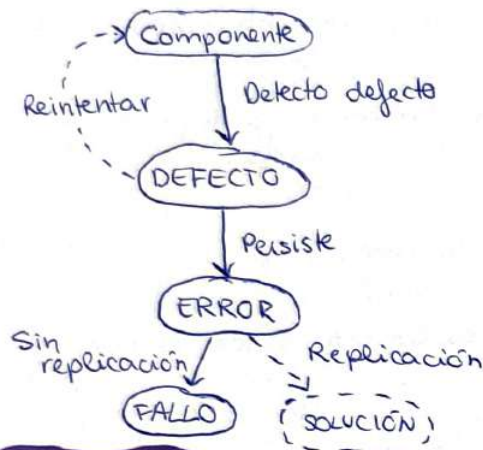 Componente
Reintentar
Detecto defecto
DEFECTO
Persiste
ERROR
Sin
replicación
Replicación
FALLO
SOLUCIÓN